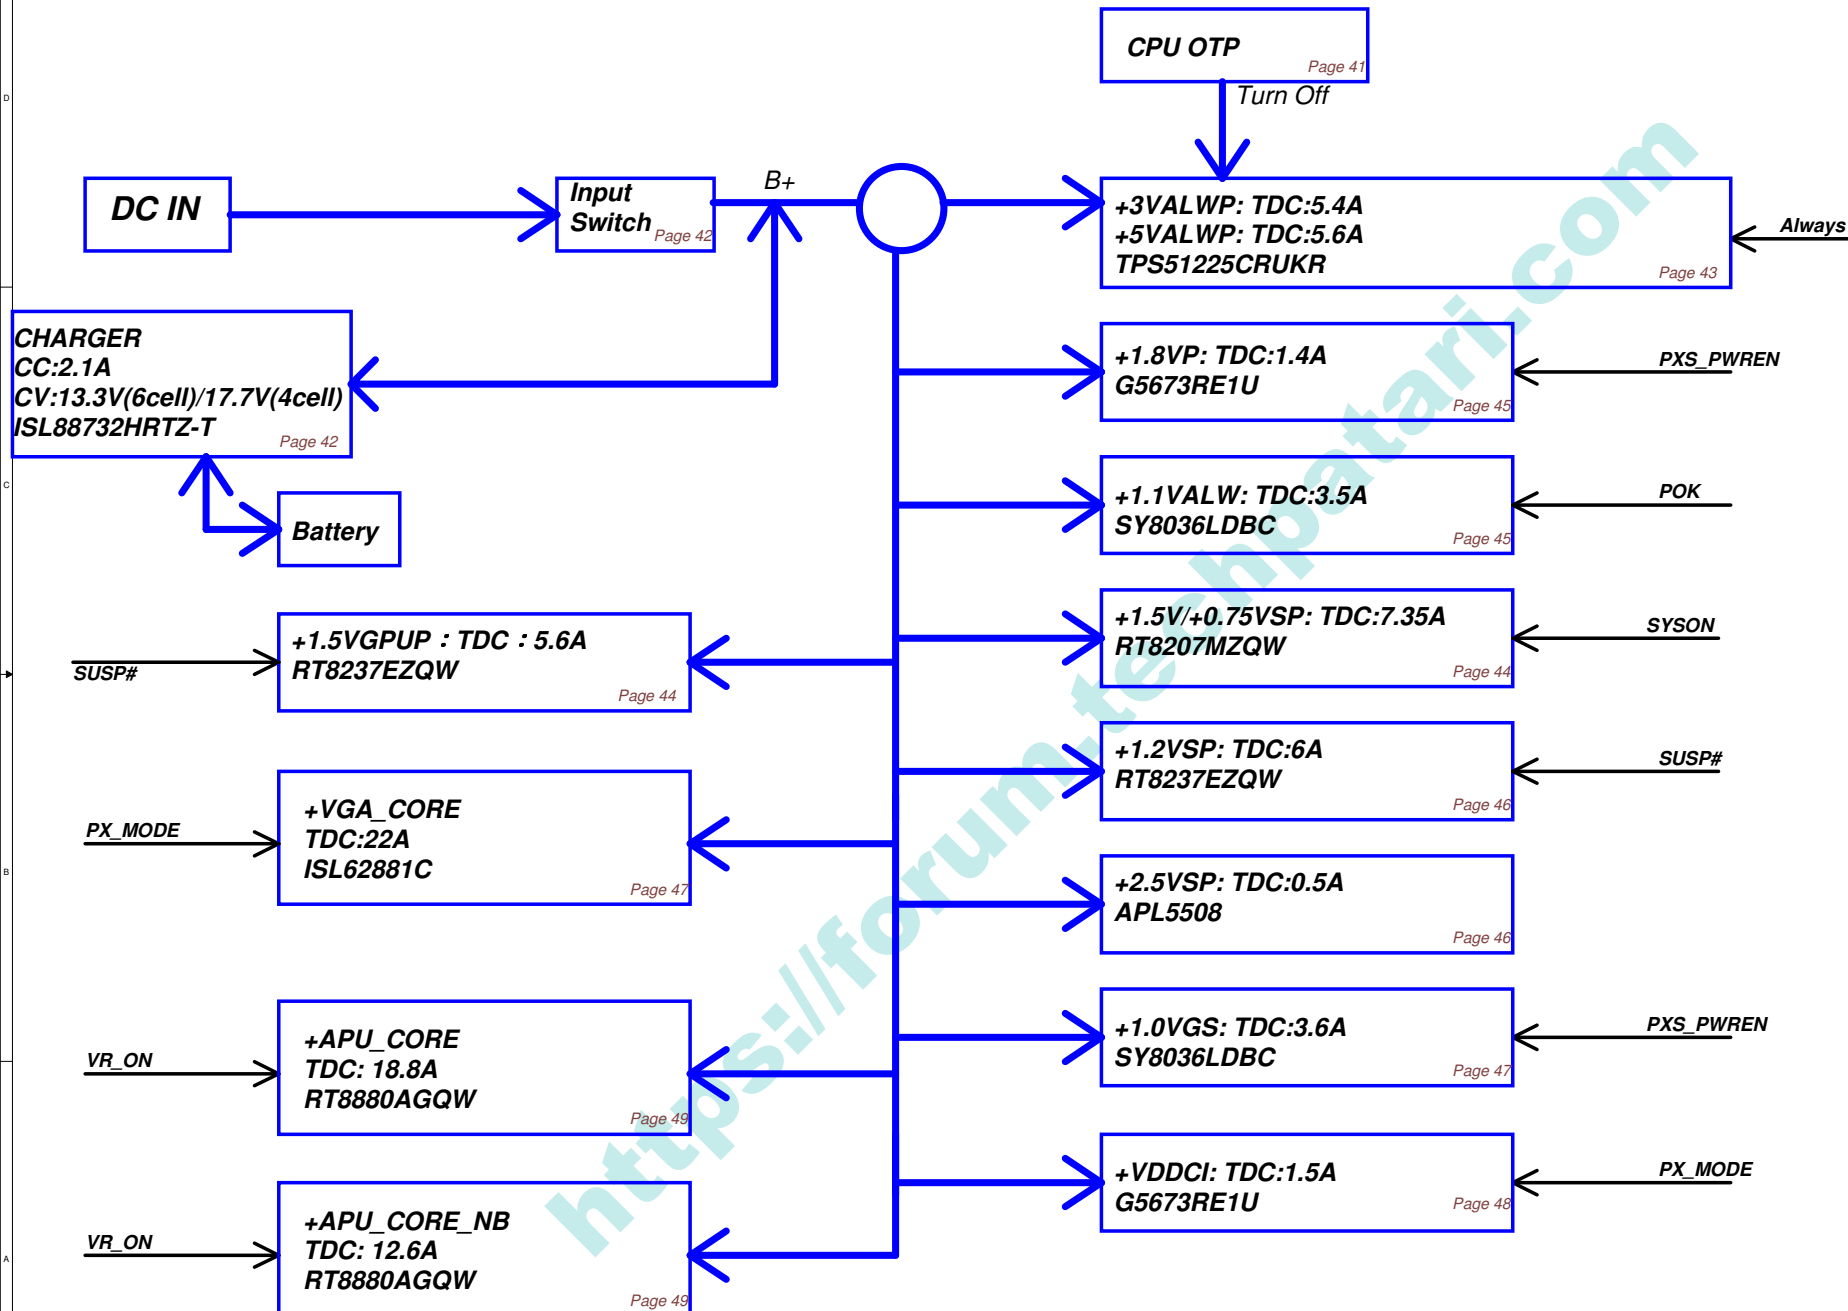 CPU OTP
Page 41
Turn Off
D
DC IN
Input
Switch
Page 42
B+
+3VALWP: TDC:5.4A
+5VALWP: TDC:5.6A
TPS51225CRUKR
Page 43
Always
CHARGER
CC:2.1A
CV:13.3V(6cell)/17.7V(4cell)
ISL88732HRTZ-T
Page 42
+1.8VP: TDC:1.4A
G5673RE1U
Page 45
PXS_PWREN
C
Battery
+1.1VALW: TDC:3.5A
SY8036LDBC
Page 45
POK
+1.5VGPUP：TDC：5.6A
RT8237EZQW
Page 44
SUSP#
+1.5V/+0.75VSP: TDC:7.35A
RT8207MZQW
Page 44
SYSON
+1.2VSP: TDC:6A
RT8237EZQW
Page 46
SUSP#
PX_MODE
+VGA_CORE
TDC:22A
ISL62881C
Page 47
B
+2.5VSP: TDC:0.5A
APL5508
Page 46
VR_ON
+APU_CORE
TDC: 18.8A
RT8880AGQW
Page 49
+1.0VGS: TDC:3.6A
SY8036LDBC
Page 47
PXS_PWREN
+VDDCI: TDC:1.5A
G5673RE1U
Page 48
PX_MODE
VR_ON
+APU_CORE_NB
TDC: 12.6A
RT8880AGQW
Page 49
A
https://forum.techpatari.com